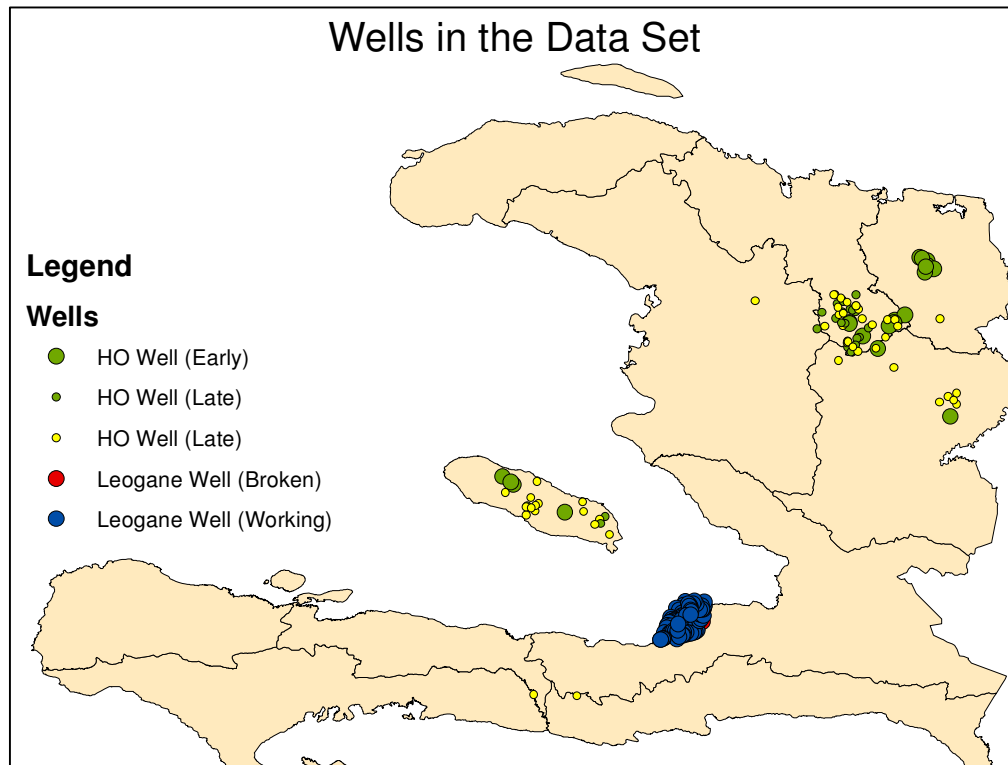 Wells in the Data Set
Legend
Wells
HO Well (Early)
HO Well (Late)
HO Well (Late)
Leogane Well (Broken)
Leogane Well (Working)